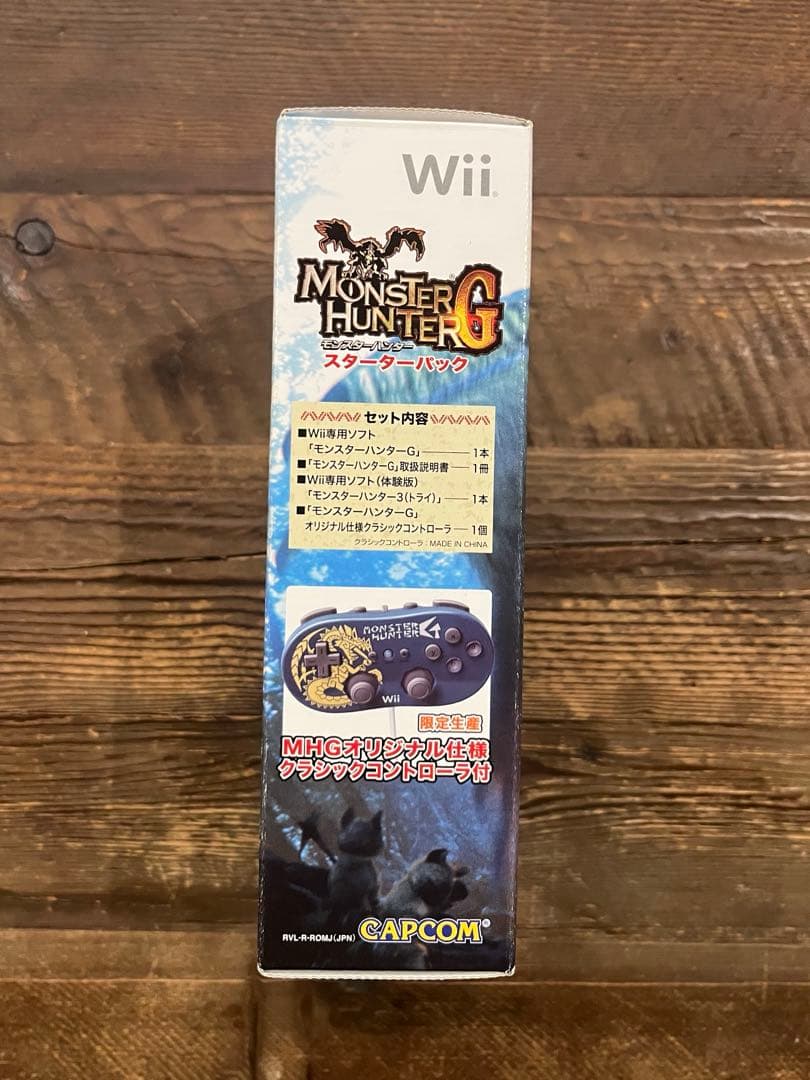 Wii®
MONSTER
HUNTER G
モンスターハンター
スターターパック
セット内容
■Wii専用ソフト
「モンスターハンターG」———1本
■「モンスターハンターG」取扱説明書—1冊
■Wii専用ソフト(体験版)
「モンスターハンター3(トライ)」—1本
■「モンスターハンターG」
オリジナル仕様クラシックコントローラ—1個
クラシックコントローラ:MADE IN CHINA
MONSTER
HUNTER G
Wii
限定生産
MHGオリジナル仕様
クラシックコントローラ付
RVL-R-ROMJ(JPN) CAPCOM®